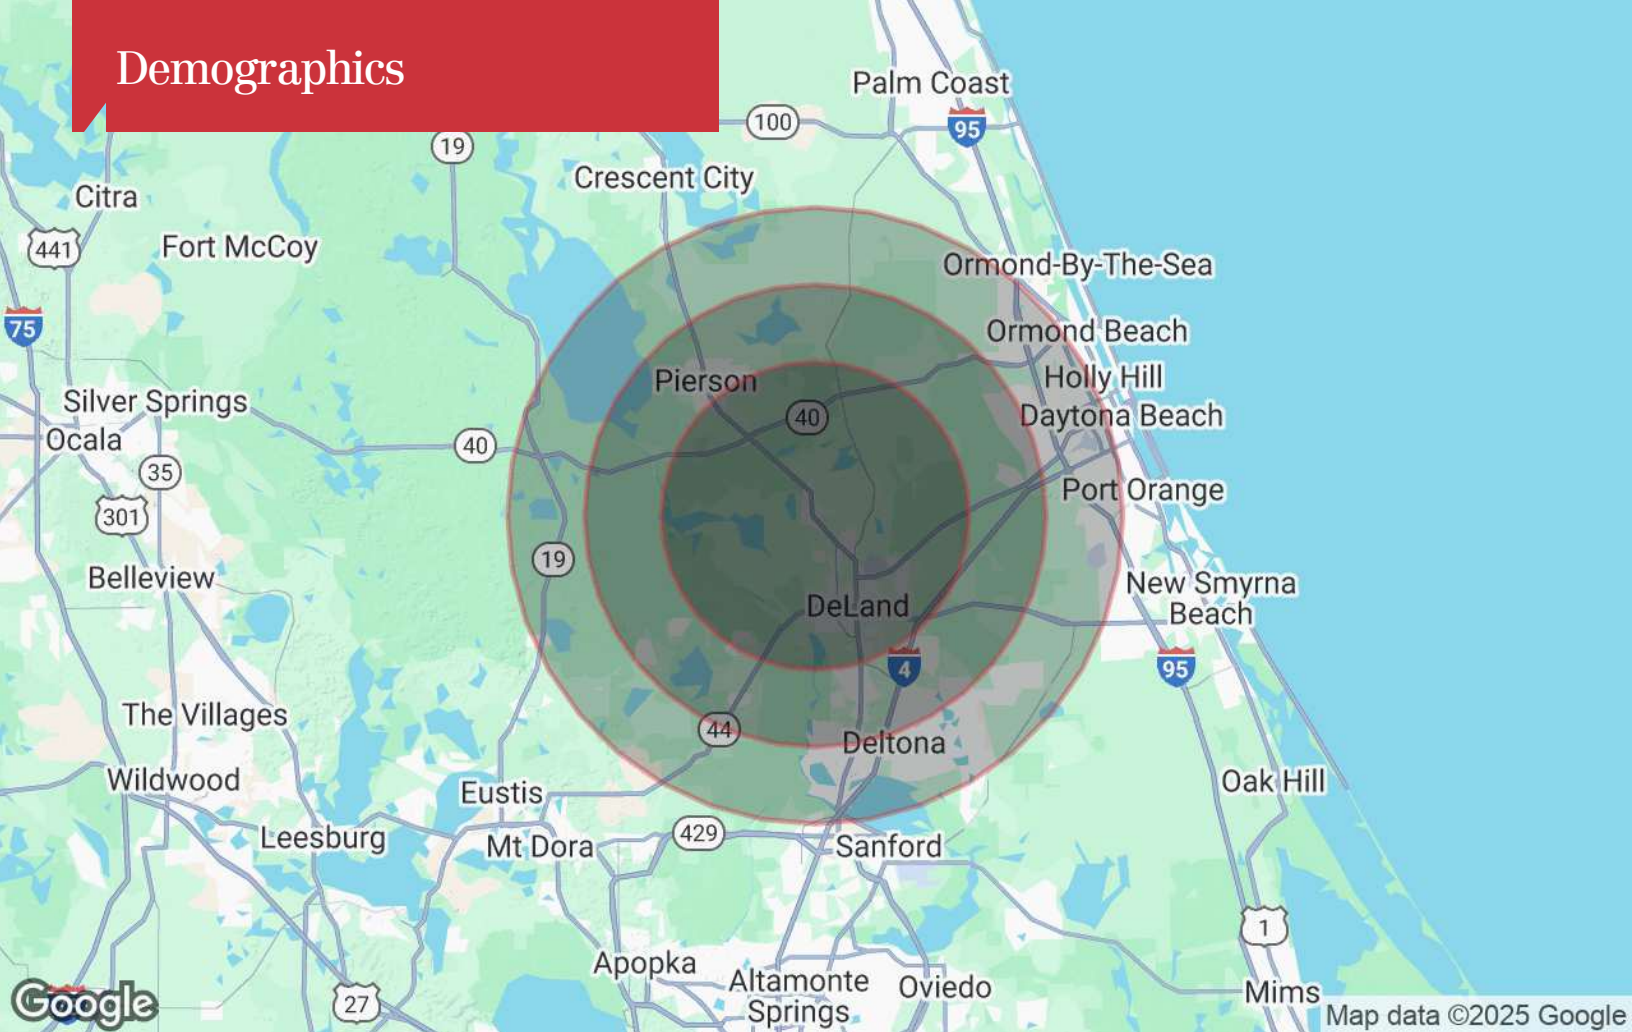 Demographics
Palm Coast
100
95
19
Crescent City
Citra
441
Fort McCoy
Ormond-By-The-Sea
75
Ormond Beach
Pierson
Holly Hill
Silver Springs
40
Daytona Beach
Ocala
40
35
Port Orange
301
19
Belleview
New Smyrna
Beach
DeLand
4
95
The Villages
44
Deltona
Wildwood
Oak Hill
Eustis
Leesburg
429
Mt Dora
Sanford
1
Apopka
Altamonte
Springs
Oviedo
Mims
27
Google
Map data ©2025 Google